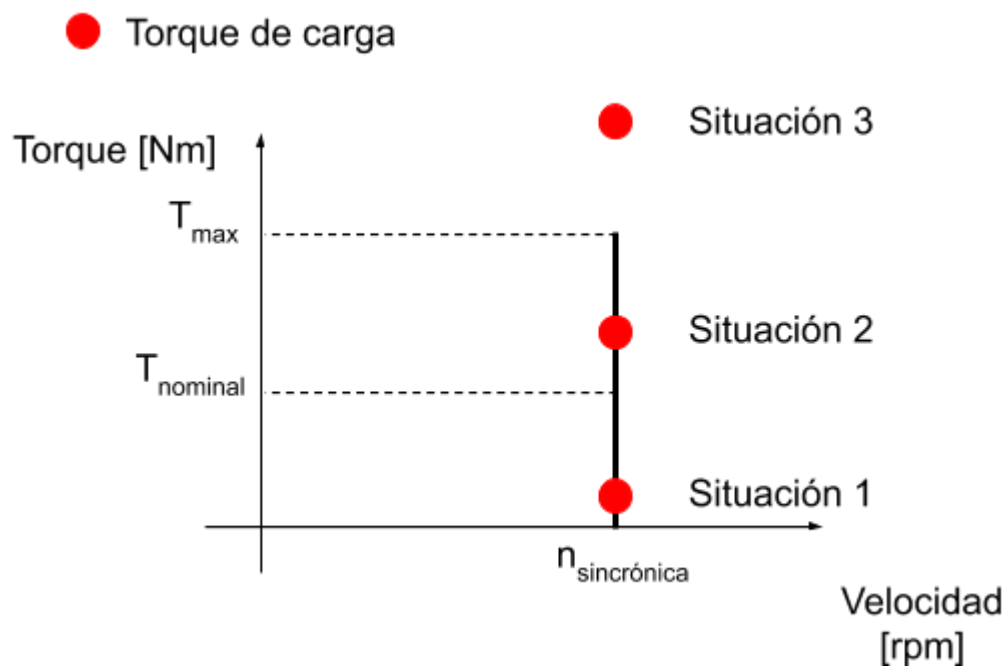 Torque de carga
Situación 3
Torque [Nm]
Tmax
Situación 2
Tnominal
Situación 1
nsincrónica
Velocidad
[rpm]